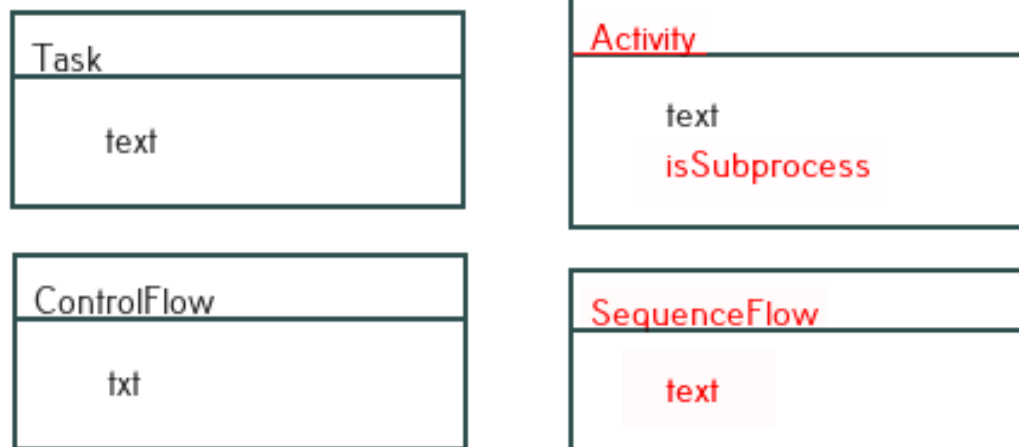 Task
text
Activity
text
isSubprocess
ControlFlow
txt
SequenceFlow
text